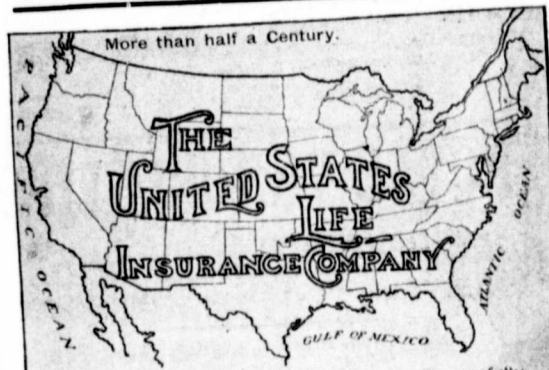 More than half a Century.
THE
UNITED STATES
LIFE
INSURANCE COMPANY
PACIFIC OCEAN
ATLANTIC OCEAN
GULF OF MEXICO